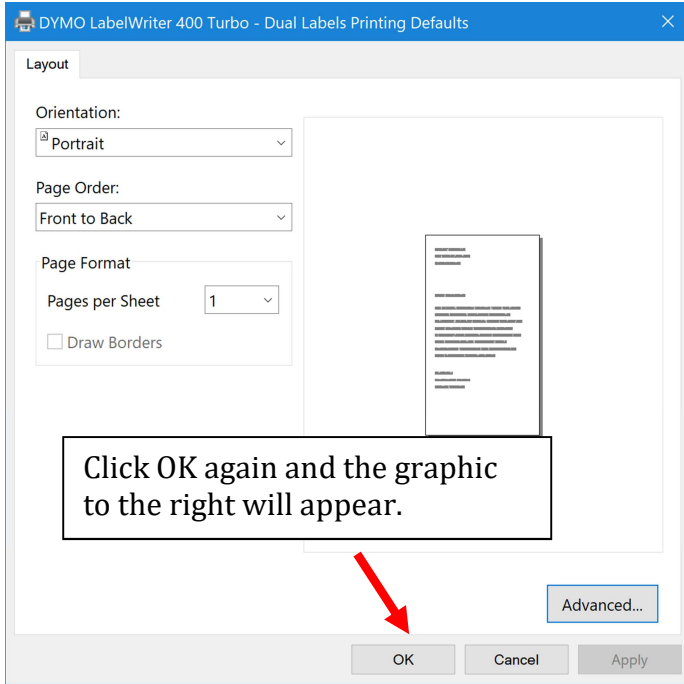 DYMO LabelWriter 400 Turbo - Dual Labels Printing Defaults
Layout
Orientation:
Portrait
Page Order:
Front to Back
Page Format
Pages per Sheet 1
Draw Borders
Click OK again and the graphic
to the right will appear.
Advanced...
OK Cancel Apply